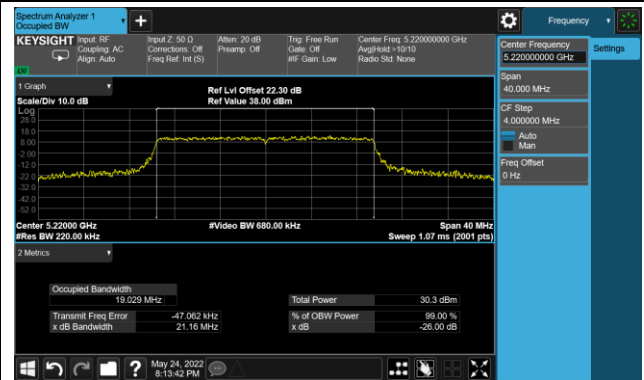 Spectrum Analyzer 1
Occupied BW
+
Frequency
KEYSIGHT Input: RF Input Z: 50 Ω Atten: 20 dB Trig: Free Run Center Freq: 5.220000000 GHz
Coupling: AC Corrections: Off Preamp: Off Gate: Off Avg|Hold:>10/10
Align: Auto Freq Ref: Int (S) #IF Gain: Low Radio Std: None
LXI
Center Frequency
5.220000000 GHz
Settings
Span
40.000 MHz
CF Step
4.000000 MHz
Auto
Man
Freq Offset
0 Hz
1 Graph
Ref Lvl Offset 22.30 dB
Scale/Div 10.0 dB Ref Value 38.00 dBm
Log
28.0
18.0
8.00
-2.00
-12.0
-22.0
-32.0
-42.0
-52.0
Center 5.22000 GHz #Video BW 680.00 kHz Span 40 MHz
#Res BW 220.00 kHz Sweep 1.07 ms (2001 pts)
2 Metrics
Occupied Bandwidth
19.029 MHz Total Power 30.3 dBm
Transmit Freq Error -47.062 kHz % of OBW Power 99.00 %
x dB Bandwidth 21.16 MHz x dB -26.00 dB
? May 24, 2022
8:13:42 PM